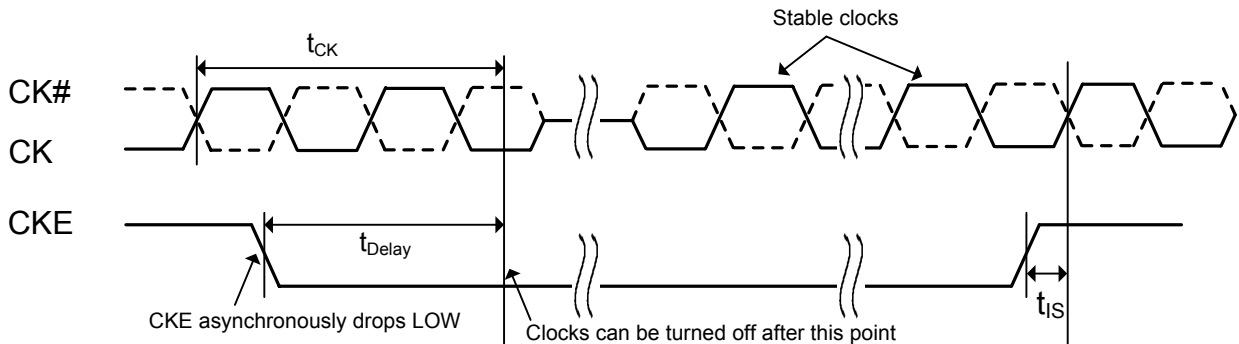 Stable clocks
tCK
CK#
CK
CKE
tDelay
tIS
CKE asynchronously drops LOW
Clocks can be turned off after this point